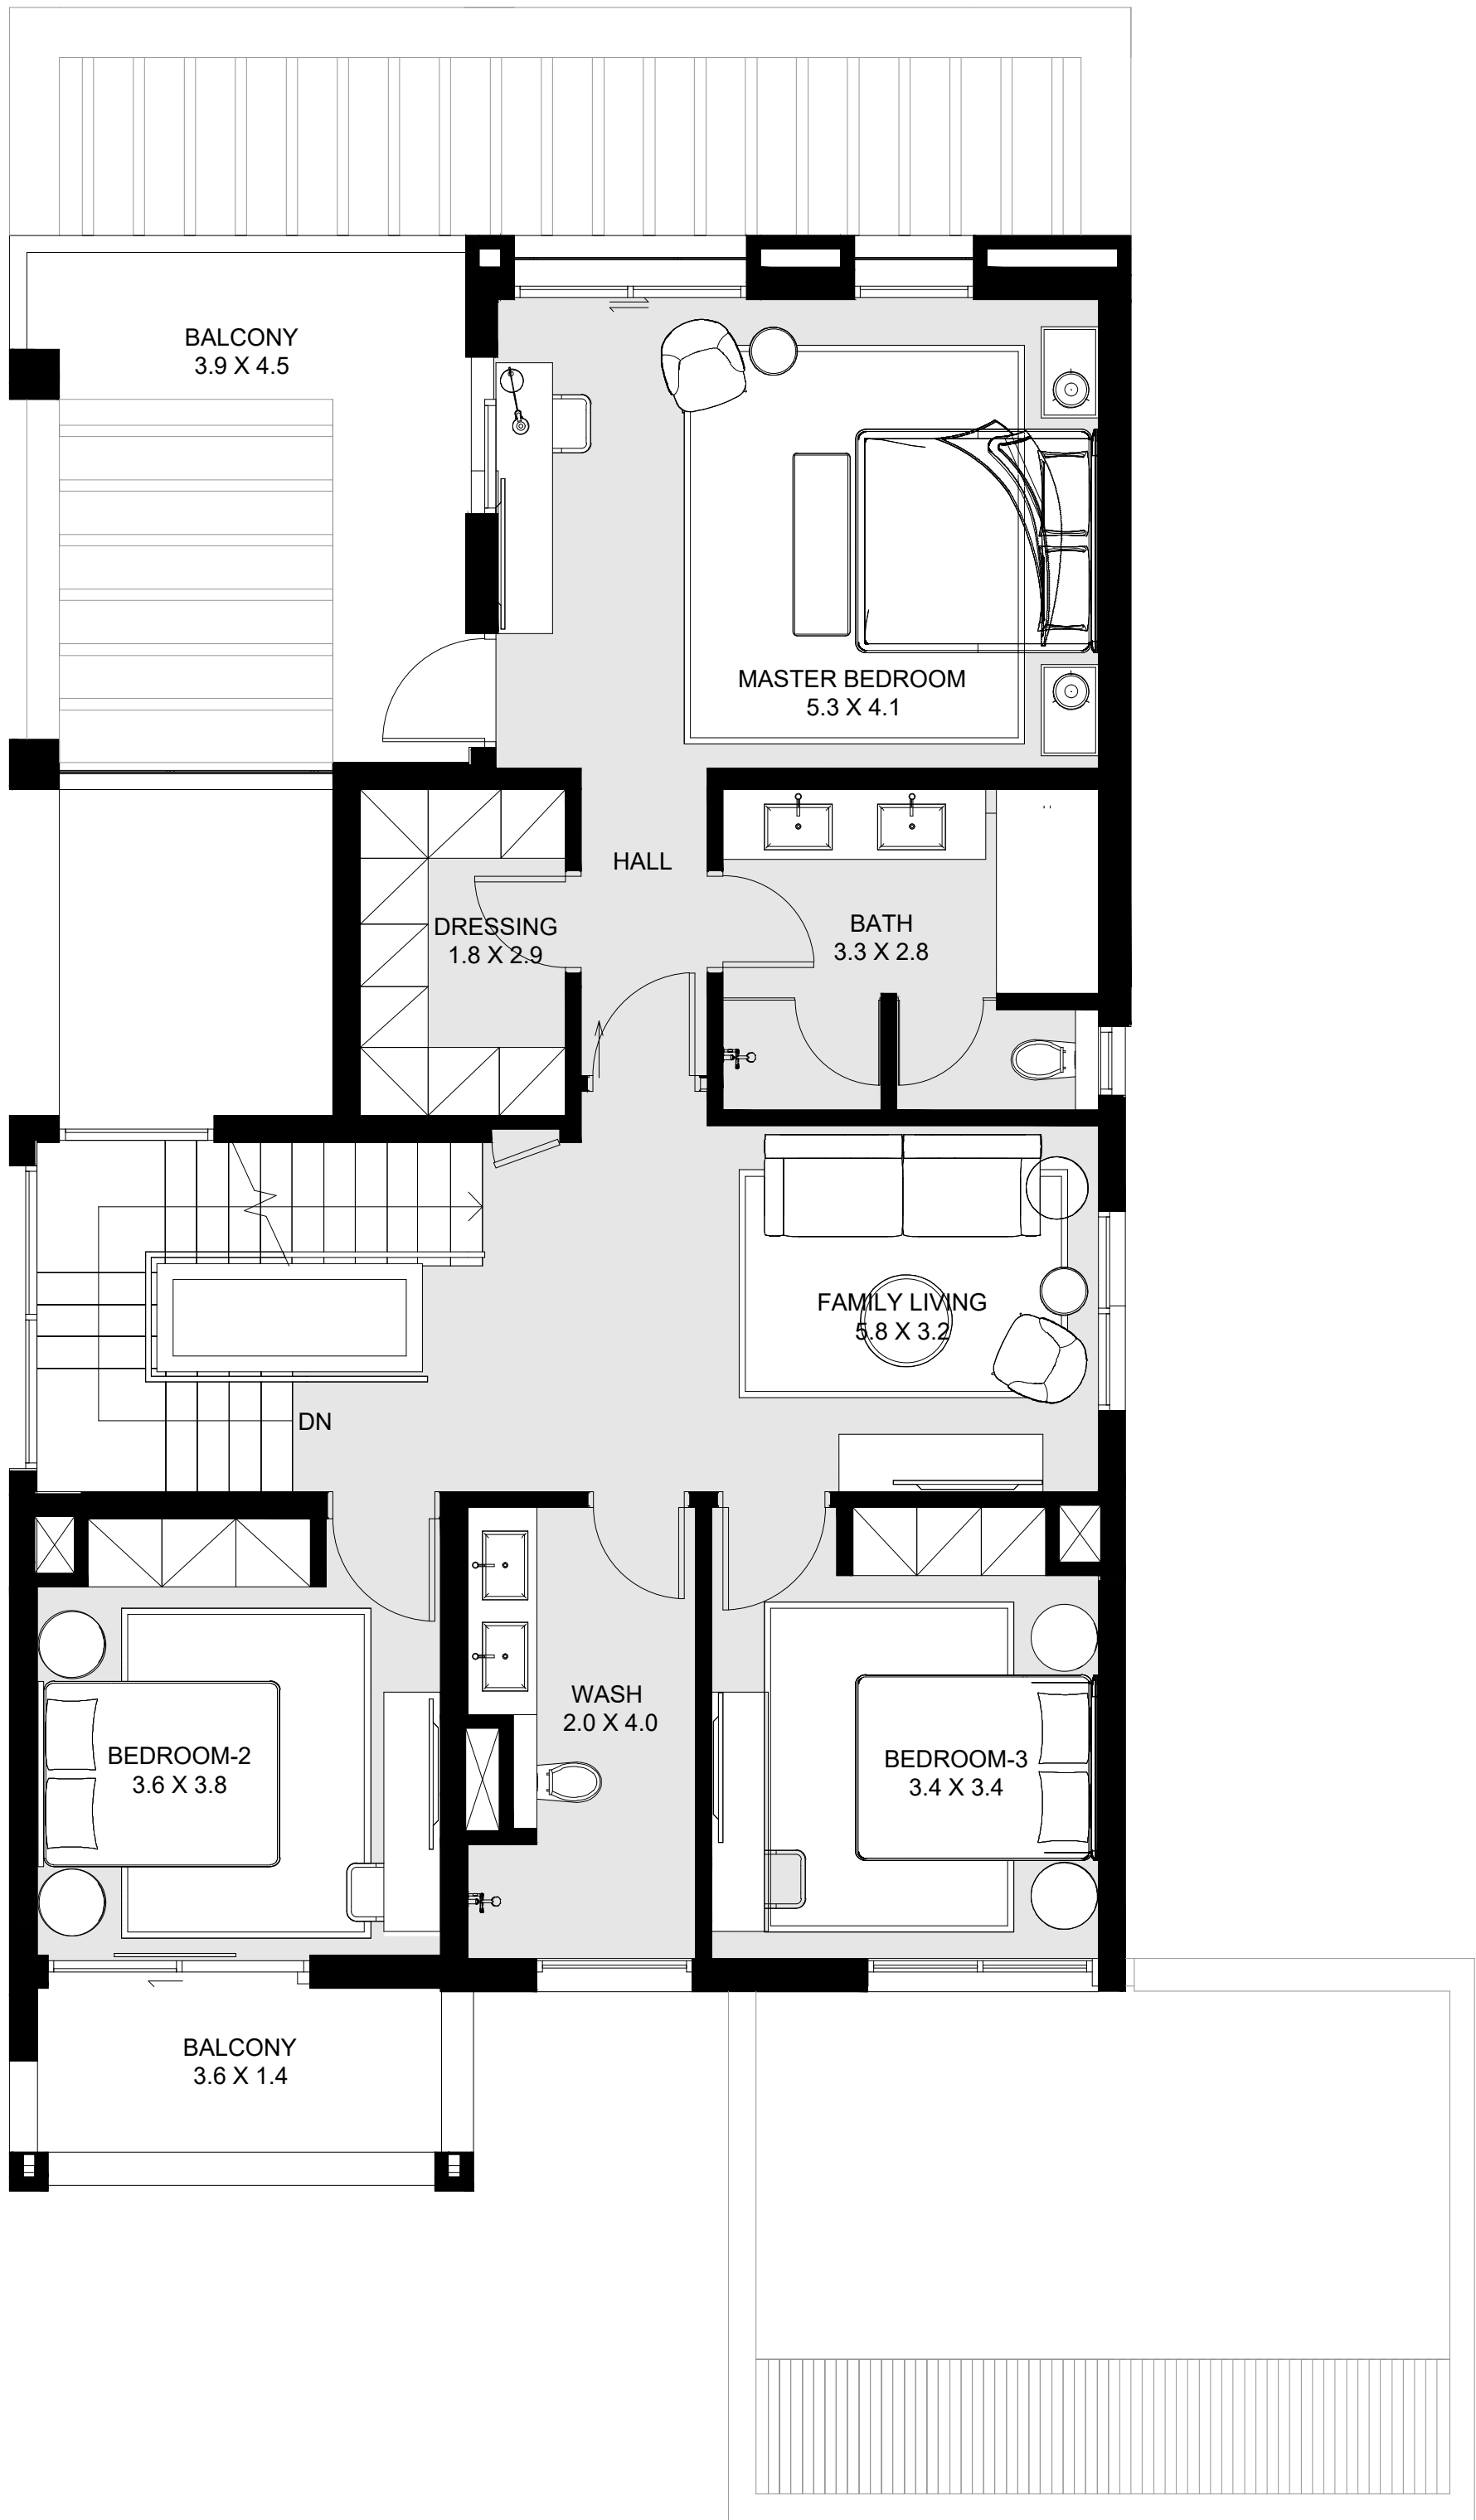 BALCONY
3.9 X 4.5
MASTER BEDROOM
5.3 X 4.1
HALL
DRESSING
1.8 X 2.9
BATH
3.3 X 2.8
FAMILY LIVING
5.8 X 3.2
DN
WASH
2.0 X 4.0
BEDROOM-2
3.6 X 3.8
BEDROOM-3
3.4 X 3.4
BALCONY
3.6 X 1.4